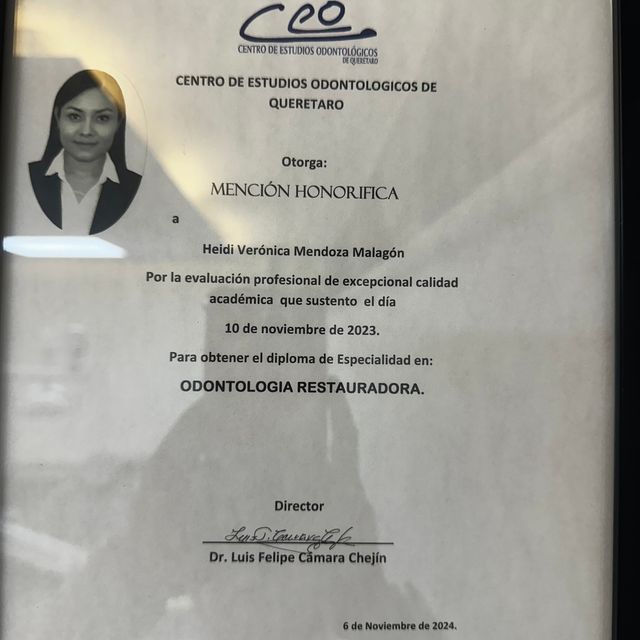 ceo
CENTRO DE ESTUDIOS ODONTOLÓGICOS
DE QUERETARO
CENTRO DE ESTUDIOS ODONTOLOGICOS DE
QUERETARO
Otorga:
MENCIÓN HONORIFICA
a
Heidi Verónica Mendoza Malagón
Por la evaluación profesional de excepcional calidad
académica que sustento el día
10 de noviembre de 2023.
Para obtener el diploma de Especialidad en:
ODONTOLOGIA RESTAURADORA.
Director
Dr. Luis Felipe Cámara Chejín
6 de Noviembre de 2024.